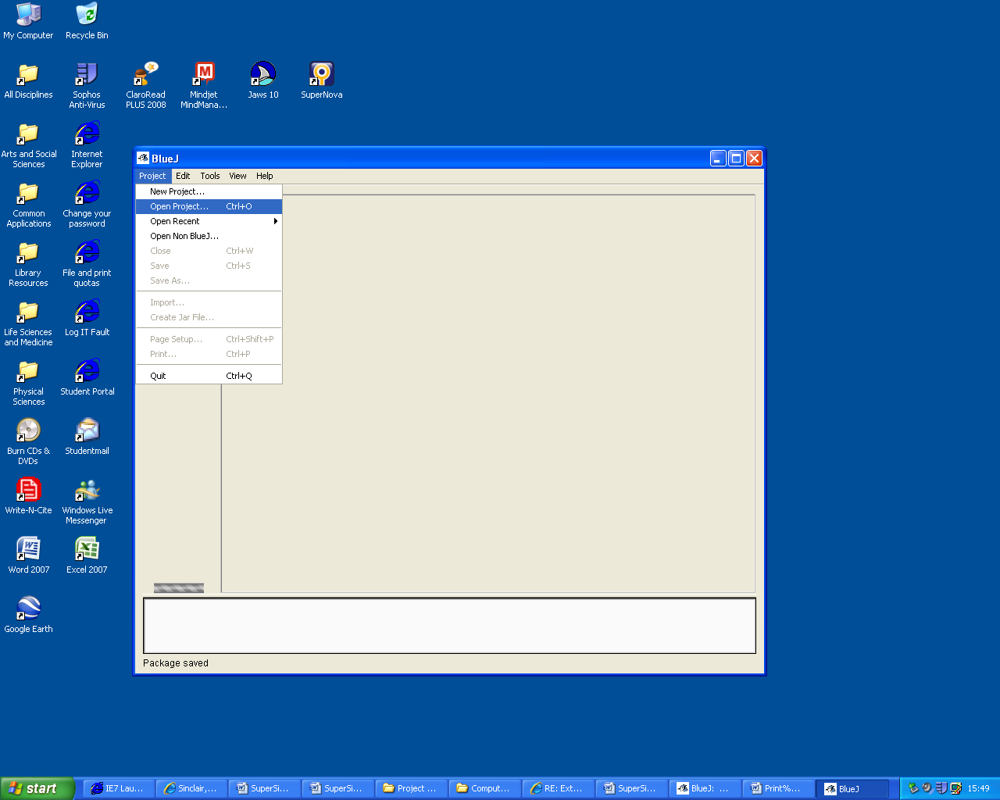 My Computer
Recycle Bin
All Disciplines
Sophos
Anti-Virus
ClaroRead
PLUS 2008
Mindjet
MindMana...
Jaws 10
SuperNova
Arts and Social
Sciences
Internet
Explorer
Common
Applications
Change your
password
Library
Resources
File and print
quotas
Life Sciences
and Medicine
Log IT Fault
Physical
Sciences
Student Portal
Burn CDs &
DVDs
Studentmail
Write-N-Cite
Windows Live
Messenger
Word 2007
Excel 2007
Google Earth
BlueJ
Project Edit Tools View Help
New Project...
Open Project... Ctrl+O
Open Recent
Open Non BlueJ...
Close Ctrl+W
Save Ctrl+S
Save As...
Import...
Create Jar File...
Page Setup... Ctrl+Shift+P
Print... Ctrl+P
Quit Ctrl+Q
Package saved
start IE7 Lau... Sinclair,... SuperSi... SuperSi... Project ... Comput... RE: Ext... SuperSi... BlueJ: ... Print%... BlueJ 15:49